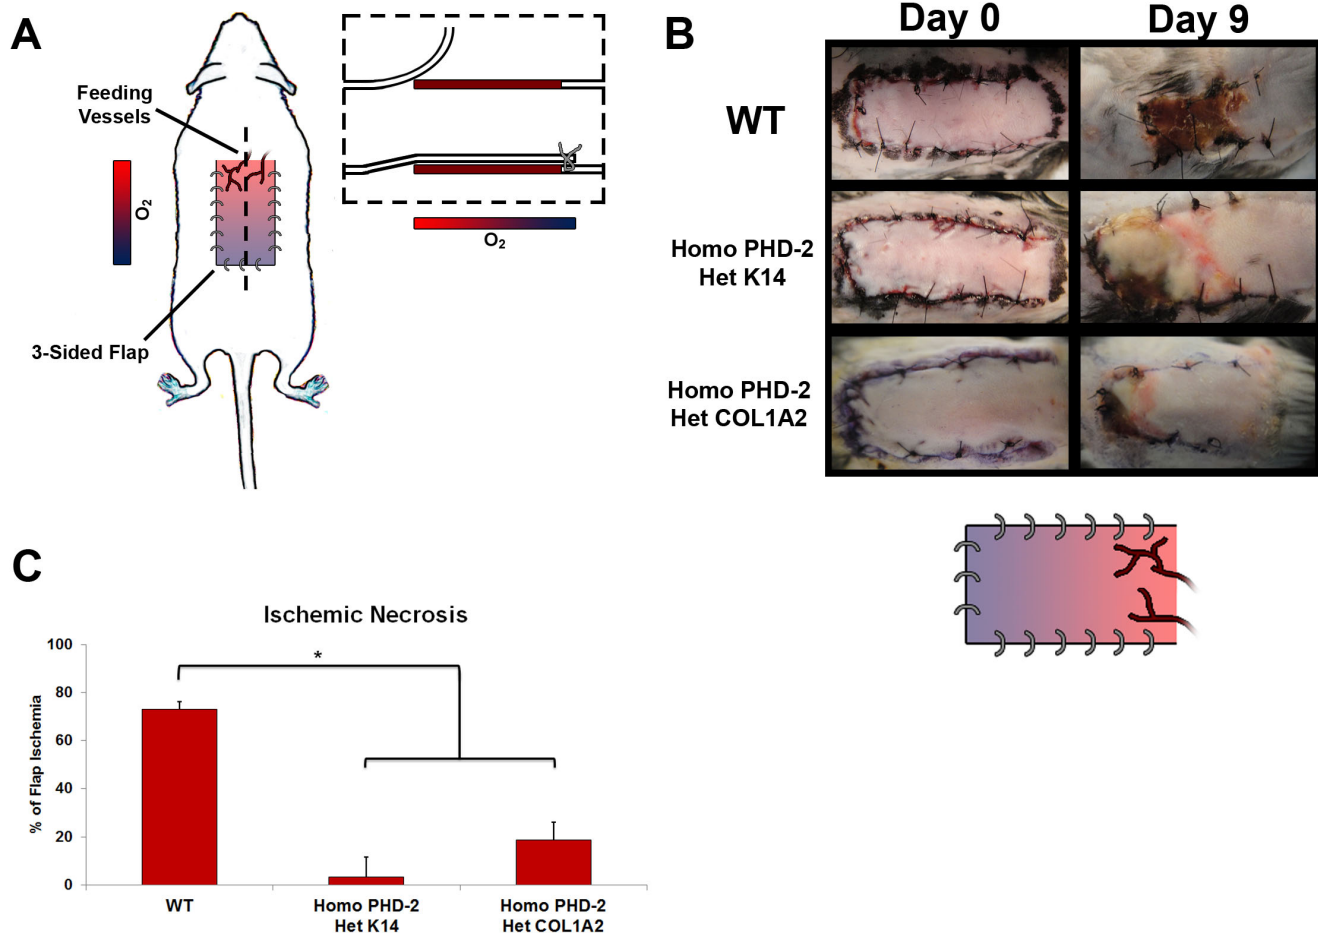 A
Feeding
Vessels
O2
3-Sided Flap
O2
B
Day 0
Day 9
WT
Homo PHD-2
Het K14
Homo PHD-2
Het COL1A2
C
Ischemic Necrosis
% of Flap Ischemia
100
80
60
40
20
0
*
WT
Homo PHD-2
Het K14
Homo PHD-2
Het COL1A2